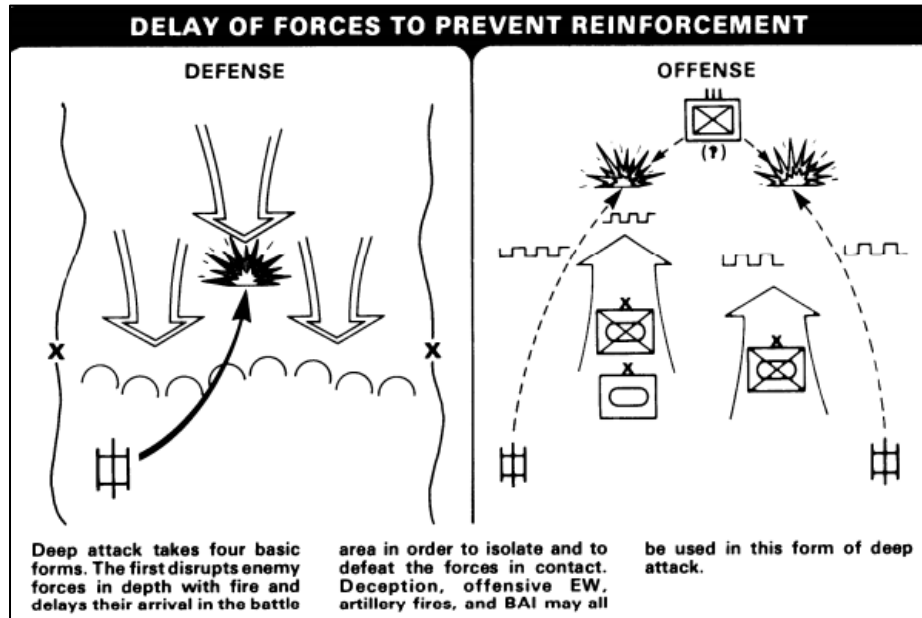 DELAY OF FORCES TO PREVENT REINFORCEMENT
DEFENSE
X
X
Deep attack takes four basic
forms. The first disrupts enemy
forces in depth with fire and
delays their arrival in the battle
OFFENSE
III
(?)
X
X
X
area in order to isolate and to
defeat the forces in contact.
Deception, offensive EW,
artillery fires, and BAI may all
be used in this form of deep
attack.